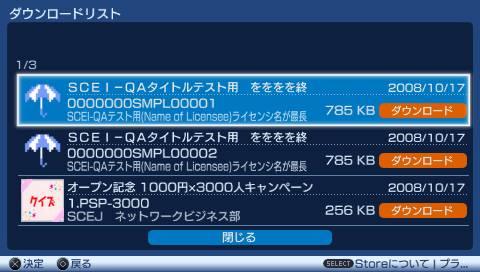 ダウンロードリスト
1/3
SCEI-QAタイトルテスト用 をををを終 2008/10/17
0000000SMPL00001 785 KB ダウンロード
SCEI-QAテスト用(Name of Licensee)ライセンシ名が最長
SCEI-QAタイトルテスト用 をををを終 2008/10/17
0000000SMPL00002 785 KB ダウンロード
SCEI-QAテスト用(Name of Licensee)ライセンシ名が最長
クイズ
オープン記念 1000円×3000人キャンペーン 2008/10/17
1.PSP-3000 256 KB ダウンロード
SCEJ ネットワークビジネス部
閉じる
決定 戻る SELECT Storeについて | プラ...